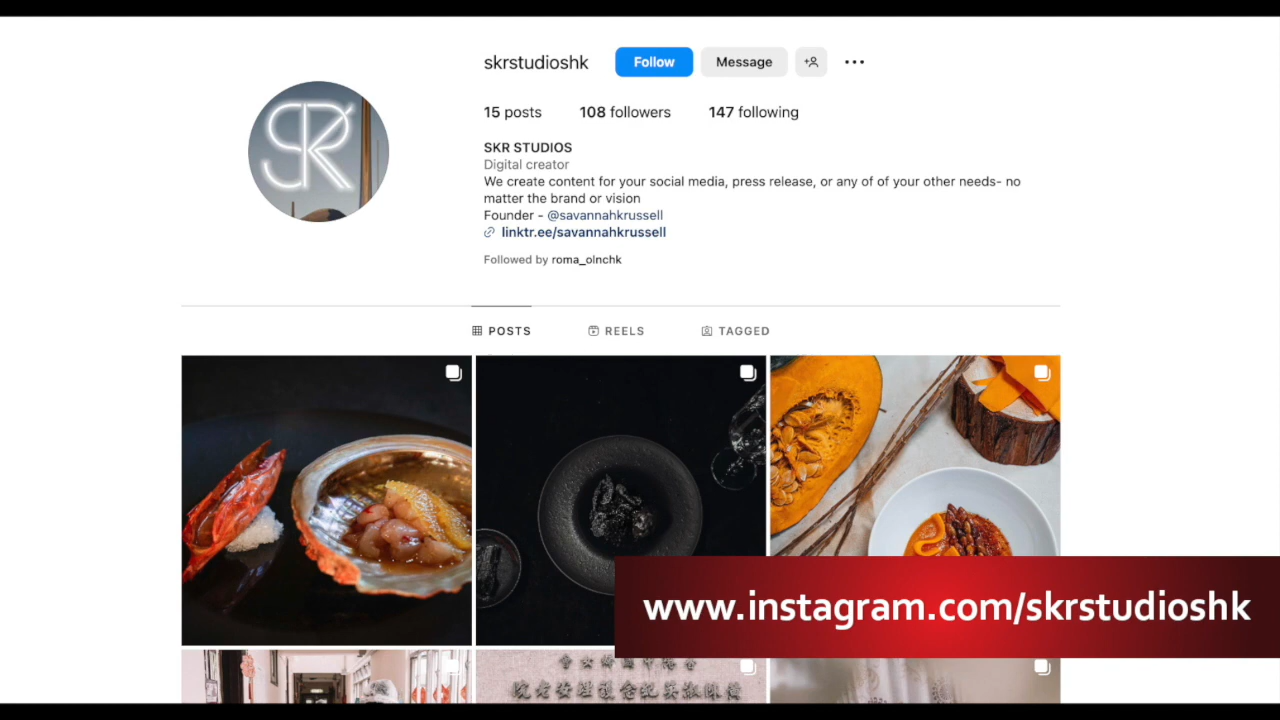 skrstudioshk
Follow
Message
15 posts
108 followers
147 following
SKR STUDIOS
Digital creator
We create content for your social media, press release, or any of of your other needs- no
matter the brand or vision
Founder - @savannahkrussell
linktr.ee/savannahkrussell
Followed by roma_olnchk
POSTS
REELS
TAGGED
SKR
www.instagram.com/skrstudioshk